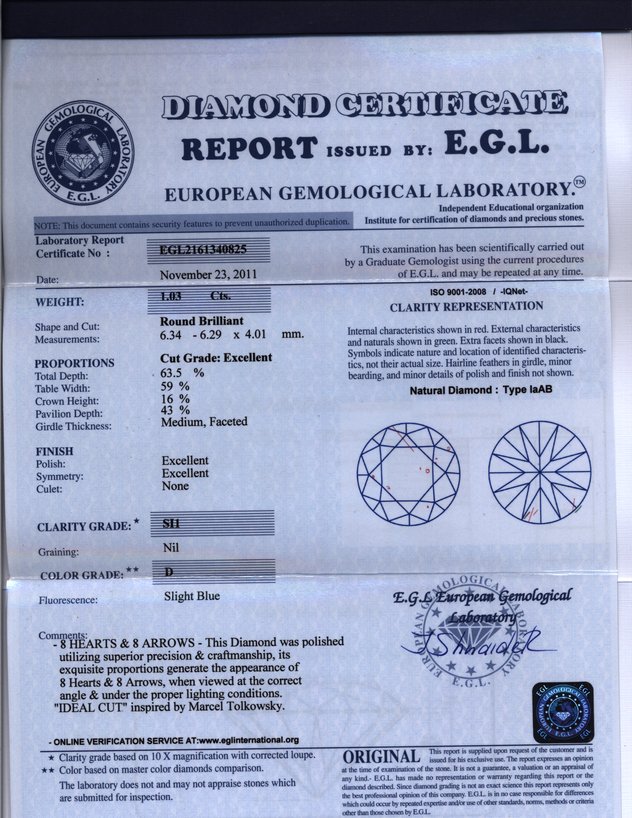 EUROPEAN GEMOLOGICAL LABORATORY
E.G.L.
DIAMOND CERTIFICATE
REPORT ISSUED BY: E.G.L.
EUROPEAN GEMOLOGICAL LABORATORY.™
Independent Educational organization
Institute for certification of diamonds and precious stones.
NOTE: This document contains security features to prevent unauthorized duplication.
Laboratory Report
Certificate No : EGL2161340825
This examination has been scientifically carried out
by a Graduate Gemologist using the current procedures
of E.G.L. and may be repeated at any time.
Date: November 23, 2011
WEIGHT: 1.03 Cts.
Shape and Cut: Round Brilliant
Measurements: 6.34 - 6.29 x 4.01 mm.
PROPORTIONS Cut Grade: Excellent
Total Depth: 63.5 %
Table Width: 59 %
Crown Height: 16 %
Pavilion Depth: 43 %
Girdle Thickness: Medium, Faceted
FINISH
Polish: Excellent
Symmetry: Excellent
Culet: None
CLARITY GRADE:★ SI1
Graining: Nil
COLOR GRADE:★★ D
Fluorescence: Slight Blue
ISO 9001-2008 / -IQNet-
CLARITY REPRESENTATION
Internal characteristics shown in red. External characteristics
and naturals shown in green. Extra facets shown in black.
Symbols indicate nature and location of identified characteris-
tics, not their actual size. Hairline feathers in girdle, minor
bearding, and minor details of polish and finish not shown.
Natural Diamond : Type IaAB
E.G.L European Gemological
Laboratory
EUROPEAN GEMOLOGICAL LABORATORY
E.G.L.
Comments:
- 8 HEARTS & 8 ARROWS - This Diamond was polished
utilizing superior precision & craftmanship, its
exquisite proportions generate the appearance of
8 Hearts & 8 Arrows, when viewed at the correct
angle & under the proper lighting conditions.
"IDEAL CUT" inspired by Marcel Tolkowsky.
EGL EGL
EGL EGL
- ONLINE VERIFICATION SERVICE AT:www.eglinternational.org
★ Clarity grade based on 10 X magnification with corrected loupe.
★★ Color based on master color diamonds comparison.
The laboratory does not and may not appraise stones which
are submitted for inspection.
ORIGINAL This report is supplied upon request of the customer and is
issued for his exclusive use. The report expresses an opinion
at the time of examination of the stone. It is not a guarantee, a valuation or an appraisal of
any kind.- E.G.L. has made no representation or warranty regarding this report or the
diamond described. Since diamond grading is not an exact science this report represents only
the best professional opinion of this company. E.G.L. is in no case responsible for differences
which could occur by repeated expertise and/or use of other standards, norms, methods or criteria
other than those chosen by E.G.L.